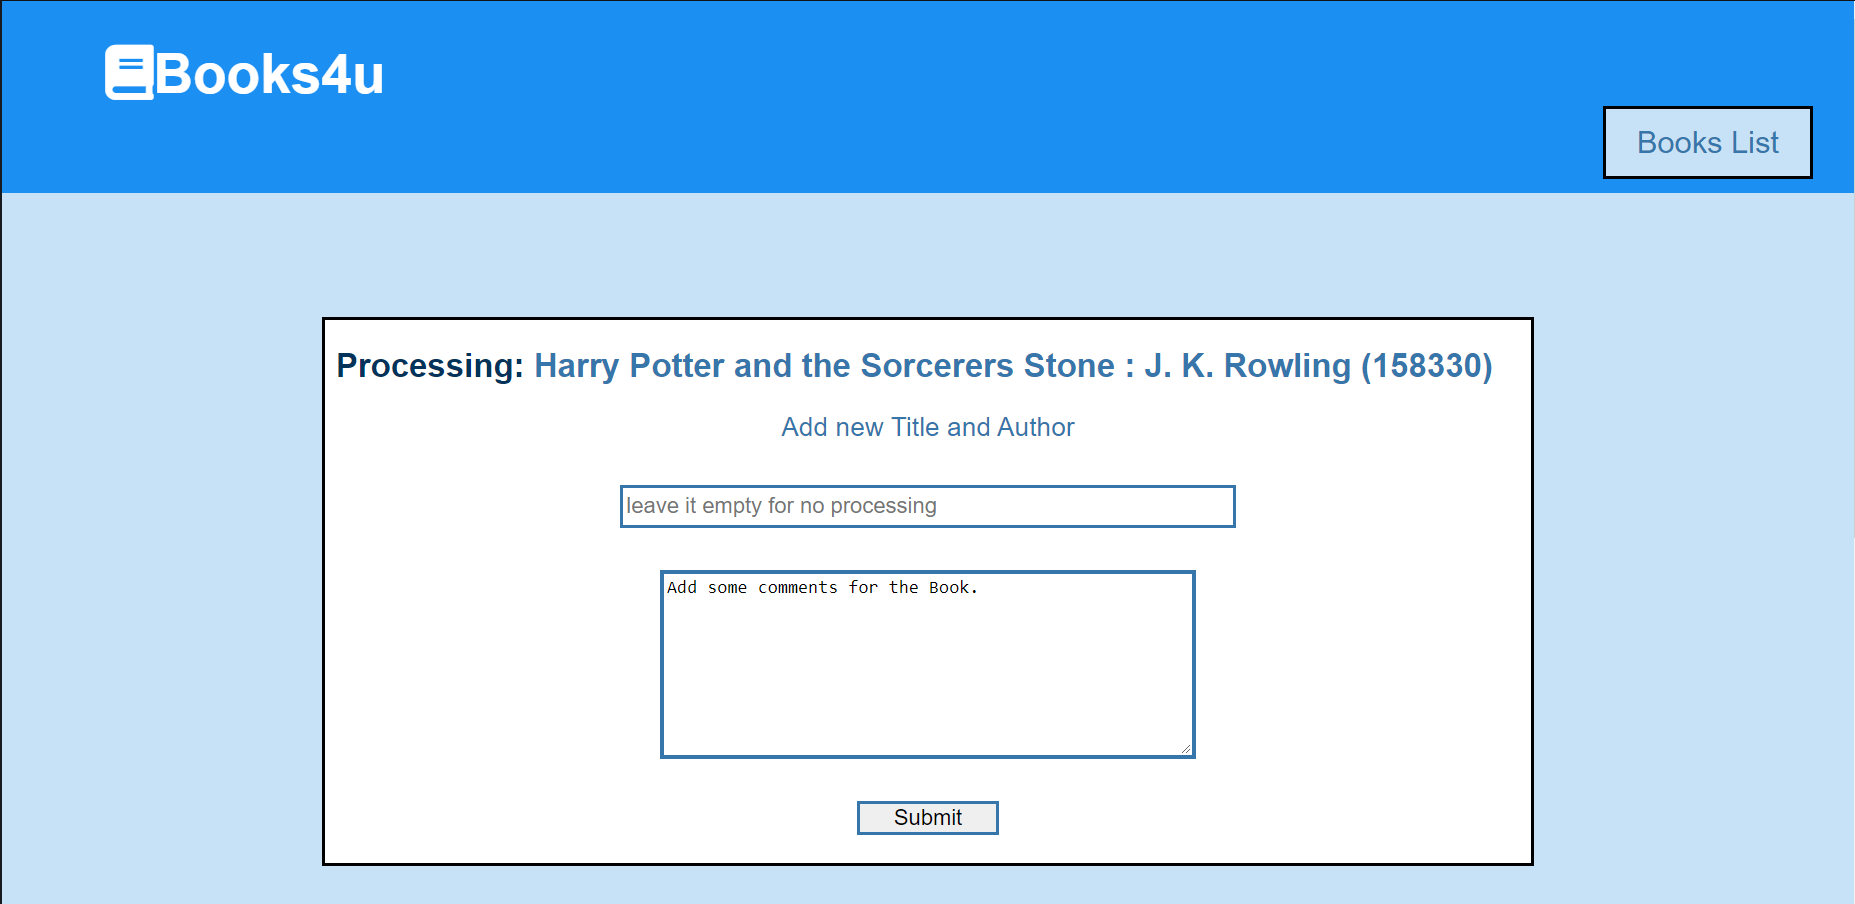 Books4u
Books List
Processing: Harry Potter and the Sorcerers Stone : J. K. Rowling (158330)
Add new Title and Author
leave it empty for no processing
Add some comments for the Book.
Submit